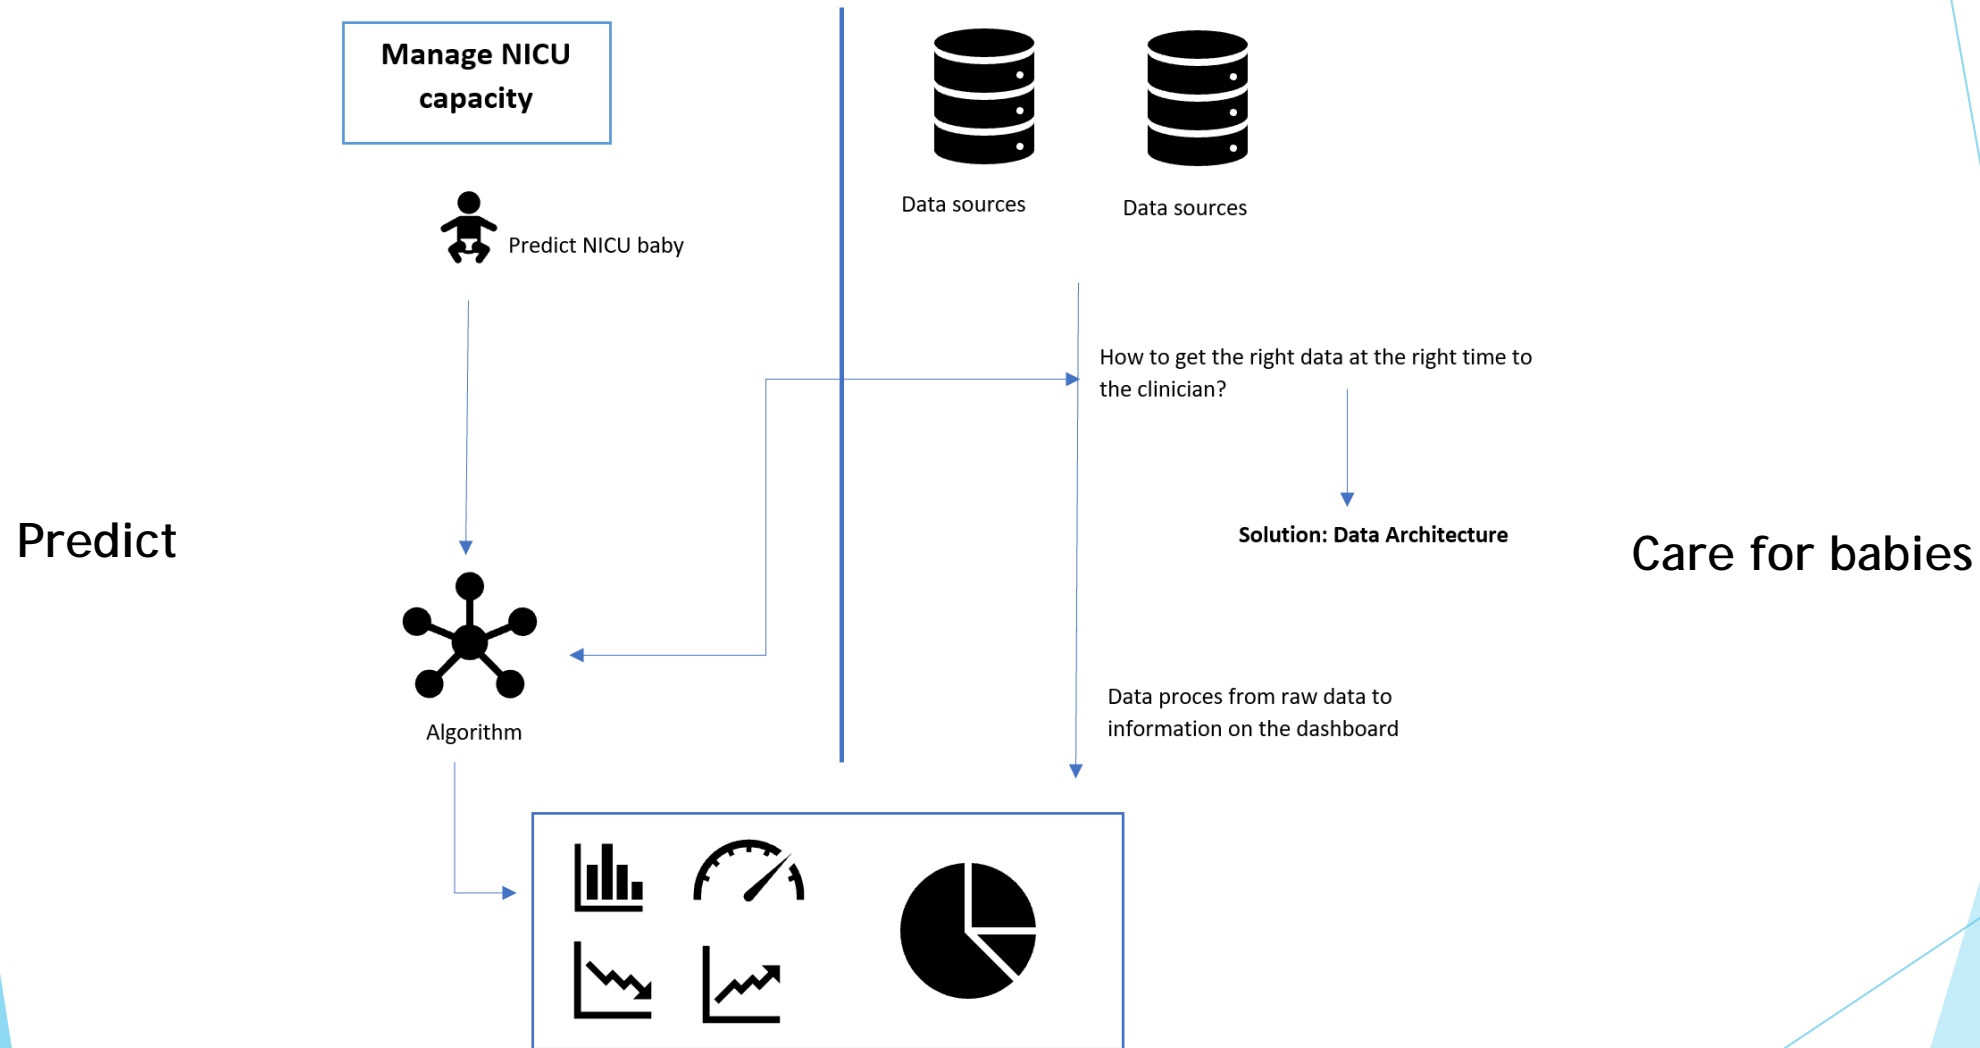 Manage NICU
capacity
Predict NICU baby
Data sources
Data sources
How to get the right data at the right time to
the clinician?
Solution: Data Architecture
Predict
Care for babies
Algorithm
Data proces from raw data to
information on the dashboard